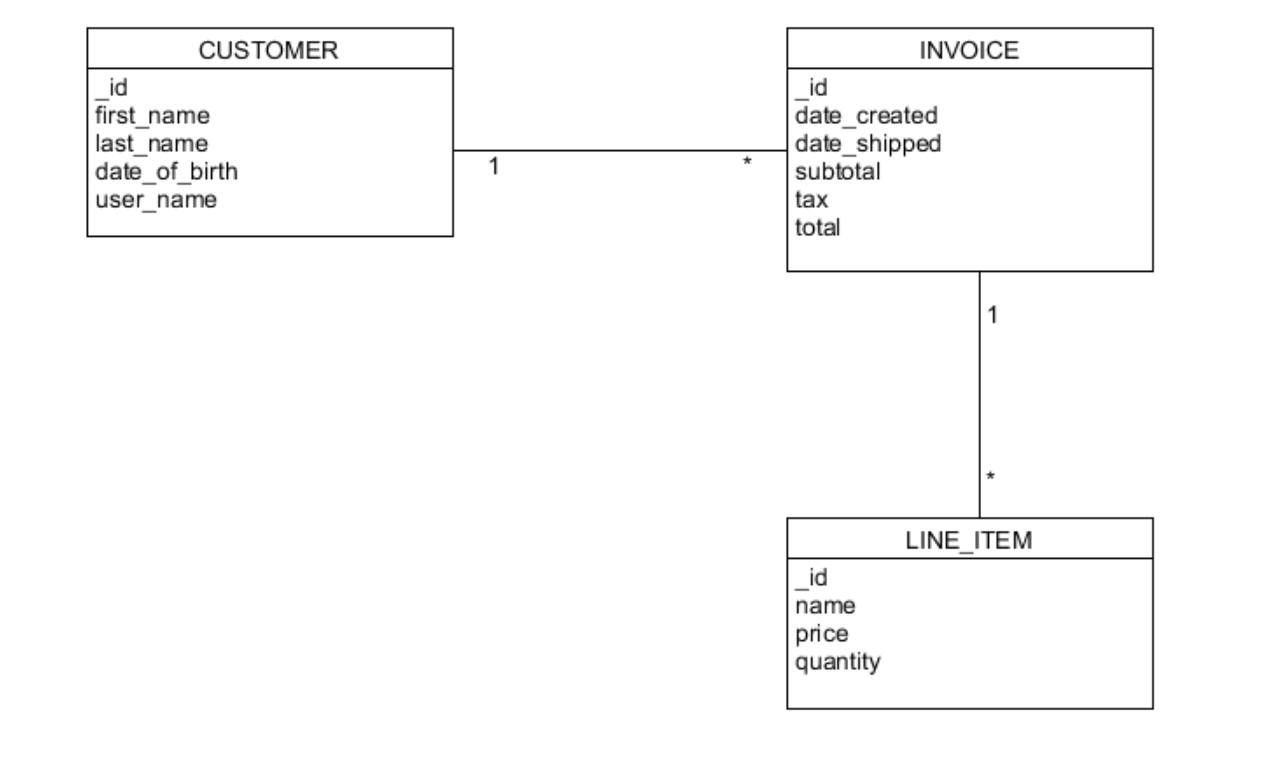 CUSTOMER
_id
first_name
last_name
date_of_birth
user_name
1
*
INVOICE
_id
date_created
date_shipped
subtotal
tax
total
1
*
LINE_ITEM
_id
name
price
quantity